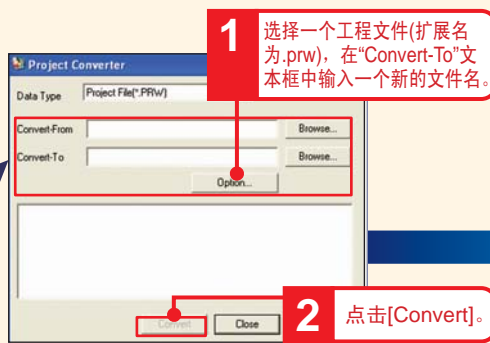 1
选择一个工程文件(扩展名
为.prw)，在“Convert-To”文
本框中输入一个新的文件名。
Project Converter
Data Type Project File(*.PRW)
Convert-From Browse...
Convert-To Browse...
Option...
Convert Close
2 点击[Convert]。